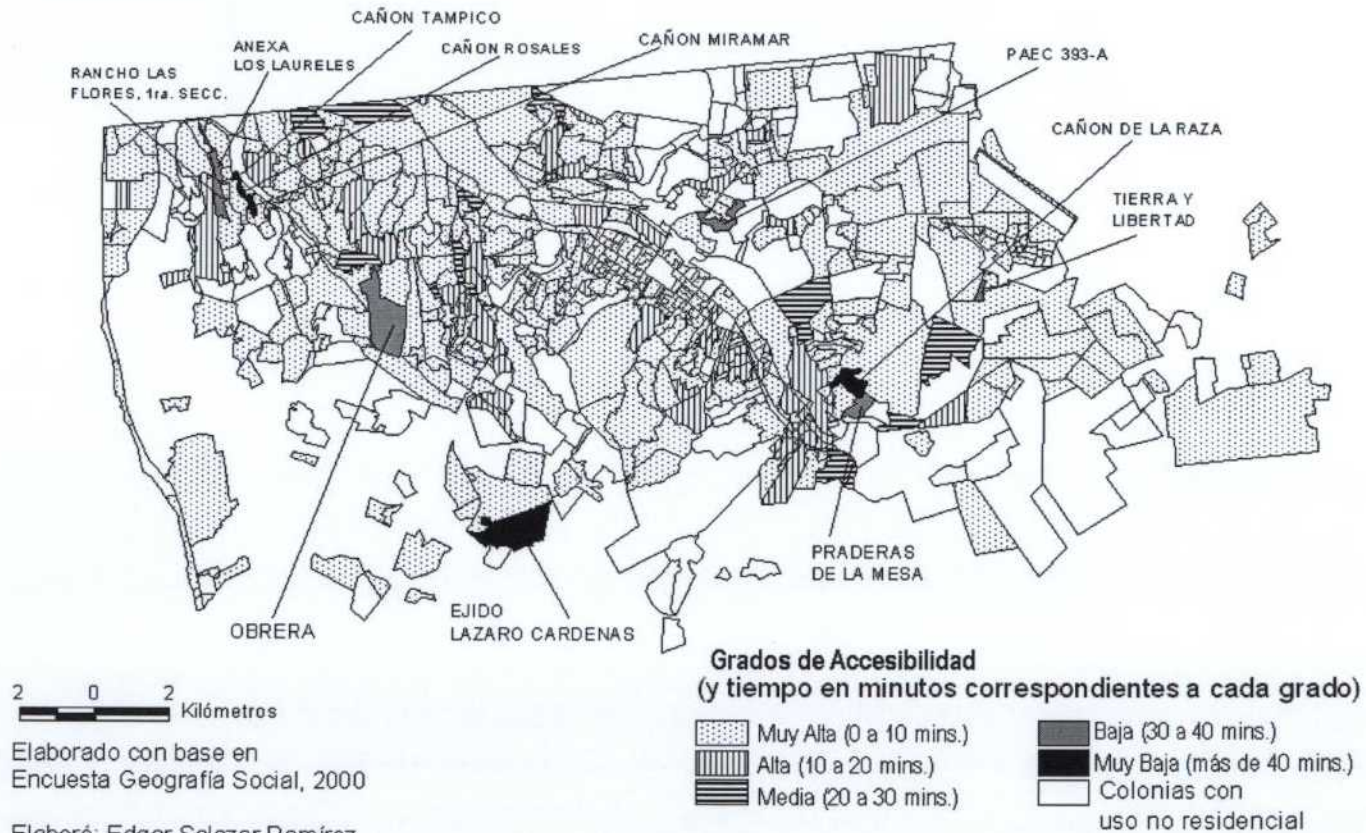 CAÑON TAMPICO
ANEXA
LOS LAURELES
CAÑON ROSALES
CAÑON MIRAMAR
PAEC 393-A
RANCHO LAS
FLORES, 1ra. SECC.
CAÑON DE LA RAZA
TIERRA Y
LIBERTAD
PRADERAS
DE LA MESA
OBRERA
EJIDO
LAZARO CARDENAS
2 0 2
Kilómetros
Elaborado con base en
Encuesta Geografía Social, 2000
Elaboró: Edgar Salazar Ramírez
Grados de Accesibilidad
(y tiempo en minutos correspondientes a cada grado)
Muy Alta (0 a 10 mins.)
Alta (10 a 20 mins.)
Media (20 a 30 mins.)
Baja (30 a 40 mins.)
Muy Baja (más de 40 mins.)
Colonias con
uso no residencial